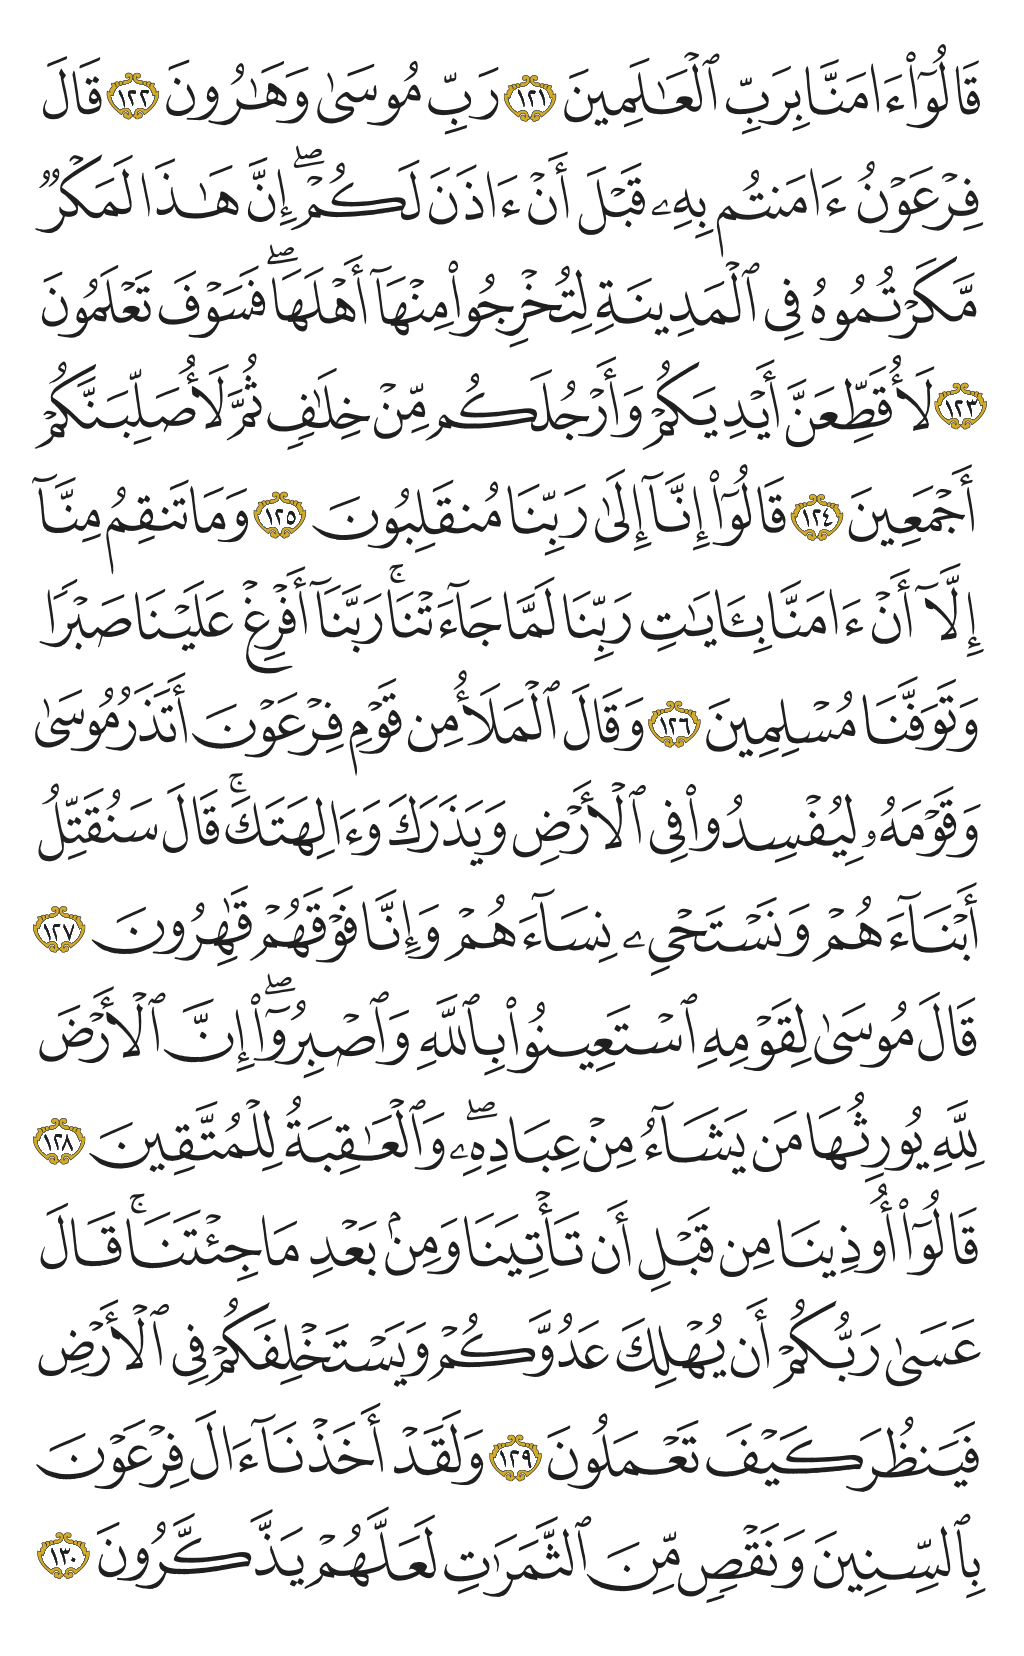 قَالُوٓا۟ ءَامَنَّا بِرَبِّ ٱلْعَـٰلَمِينَ ١٢١ رَبِّ مُوسَىٰ وَهَـٰرُونَ ١٢٢ قَالَ
فِرْعَوْنُ ءَامَنتُم بِهِۦ قَبْلَ أَنْ ءَاذَنَ لَكُمْ ۖ إِنَّ هَـٰذَا لَمَكْرٌ
مَّكَرْتُمُوهُ فِى ٱلْمَدِينَةِ لِتُخْرِجُوا۟ مِنْهَآ أَهْلَهَا ۖ فَسَوْفَ تَعْلَمُونَ
١٢٣ لَأُقَطِّعَنَّ أَيْدِيَكُمْ وَأَرْجُلَكُم مِّنْ خِلَـٰفٍ ثُمَّ لَأُصَلِّبَنَّكُمْ
أَجْمَعِينَ ١٢٤ قَالُوٓا۟ إِنَّآ إِلَىٰ رَبِّنَا مُنقَلِبُونَ ١٢٥ وَمَا تَنقِمُ مِنَّآ
إِلَّآ أَنْ ءَامَنَّا بِـَٔايَـٰتِ رَبِّنَا لَمَّا جَآءَتْنَا ۚ رَبَّنَآ أَفْرِغْ عَلَيْنَا صَبْرًا
وَتَوَفَّنَا مُسْلِمِينَ ١٢٦ وَقَالَ ٱلْمَلَأُ مِن قَوْمِ فِرْعَوْنَ أَتَذَرُ مُوسَىٰ
وَقَوْمَهُۥ لِيُفْسِدُوا۟ فِى ٱلْأَرْضِ وَيَذَرَكَ وَءَالِهَتَكَ ۚ قَالَ سَنُقَتِّلُ
أَبْنَآءَهُمْ وَنَسْتَحْىِۦ نِسَآءَهُمْ وَإِنَّا فَوْقَهُمْ قَـٰهِرُونَ ١٢٧
قَالَ مُوسَىٰ لِقَوْمِهِ ٱسْتَعِينُوا۟ بِٱللَّهِ وَٱصْبِرُوٓا۟ ۖ إِنَّ ٱلْأَرْضَ
لِلَّهِ يُورِثُهَا مَن يَشَآءُ مِنْ عِبَادِهِۦ ۖ وَٱلْعَـٰقِبَةُ لِلْمُتَّقِينَ ١٢٨
قَالُوٓا۟ أُوذِينَا مِن قَبْلِ أَن تَأْتِيَنَا وَمِنۢ بَعْدِ مَا جِئْتَنَا ۚ قَالَ
عَسَىٰ رَبُّكُمْ أَن يُهْلِكَ عَدُوَّكُمْ وَيَسْتَخْلِفَكُمْ فِى ٱلْأَرْضِ
فَيَنظُرَ كَيْفَ تَعْمَلُونَ ١٢٩ وَلَقَدْ أَخَذْنَآ ءَالَ فِرْعَوْنَ
بِٱلسِّنِينَ وَنَقْصٍ مِّنَ ٱلثَّمَرَٰتِ لَعَلَّهُمْ يَذَّكَّرُونَ ١٣٠